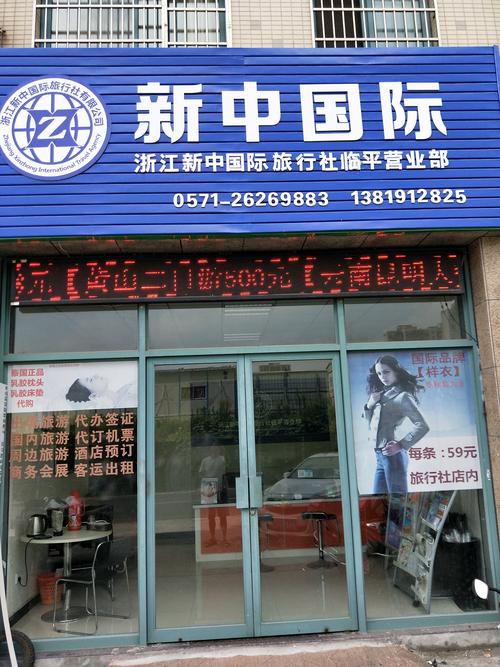 浙江新中国际旅行社有限公司
Zhejiang Xinzhong International Travel Agency
Z
新中国际
浙江新中国际旅行社临平营业部
0571-26269883 1381912825
泰国正品
乳胶枕头
乳胶床垫
代购
出境旅游 代办签证
国内旅游 代订机票
周边旅游 酒店预订
商务会展 客运出租
国际品牌
【样衣】
每条：59元
旅行社店内